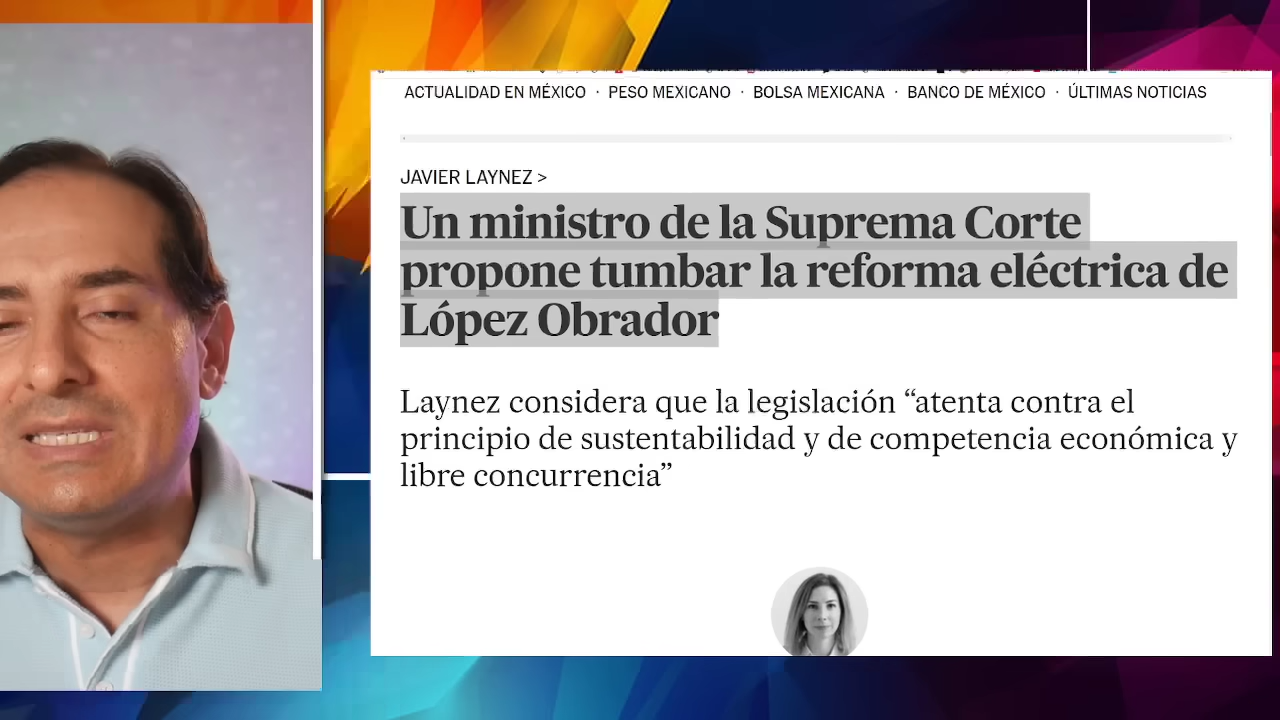 ACTUALIDAD EN MÉXICO · PESO MEXICANO · BOLSA MEXICANA · BANCO DE MÉXICO · ÚLTIMAS NOTICIAS
JAVIER LAYNEZ >
Un ministro de la Suprema Corte
propone tumbar la reforma eléctrica de
López Obrador
Laynez considera que la legislación “atenta contra el
principio de sustentabilidad y de competencia económica y
libre concurrencia”